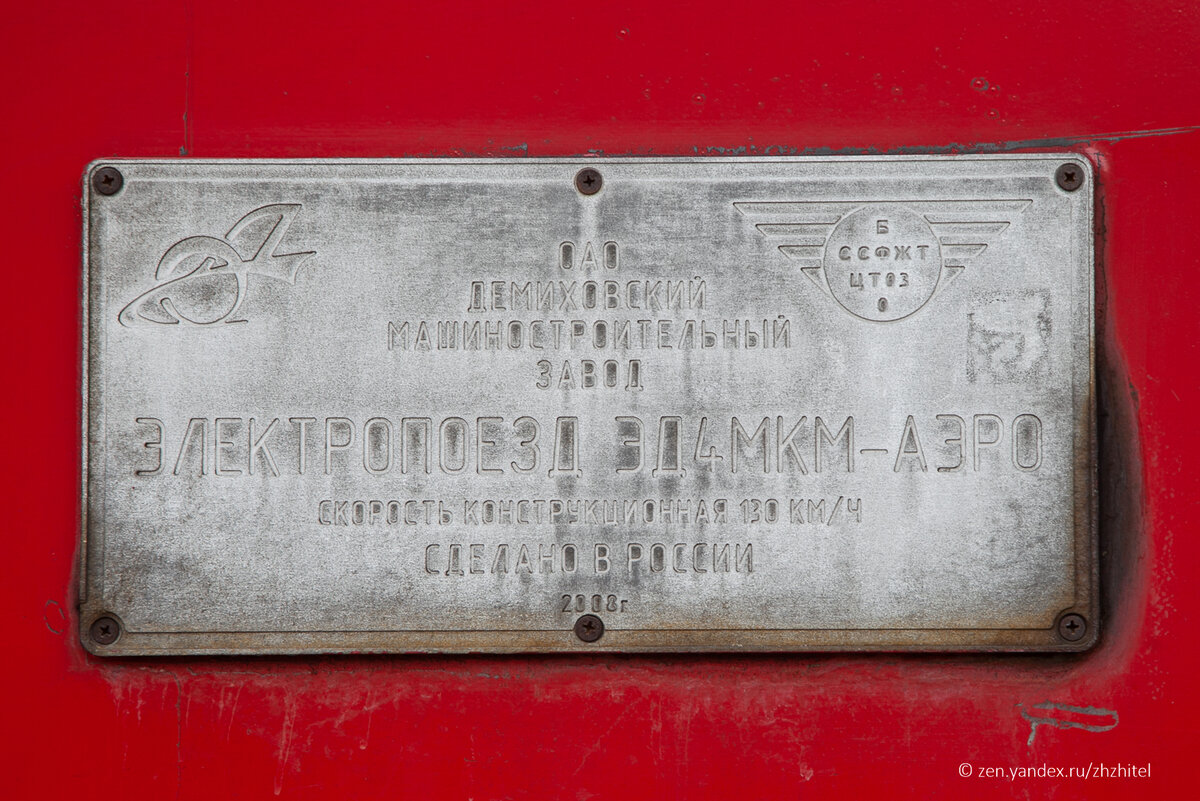 Б
ССФЖТ
ЦТ03
0
ОАО
ДЕМИХОВСКИЙ
МАШИНОСТРОИТЕЛЬНЫЙ
ЗАВОД
ЭЛЕКТРОПОЕЗД ЭД4МКМ-АЭРО
СКОРОСТЬ КОНСТРУКЦИОННАЯ 130 КМ/Ч
СДЕЛАНО В РОССИИ
2008г
© zen.yandex.ru/zhzhitel